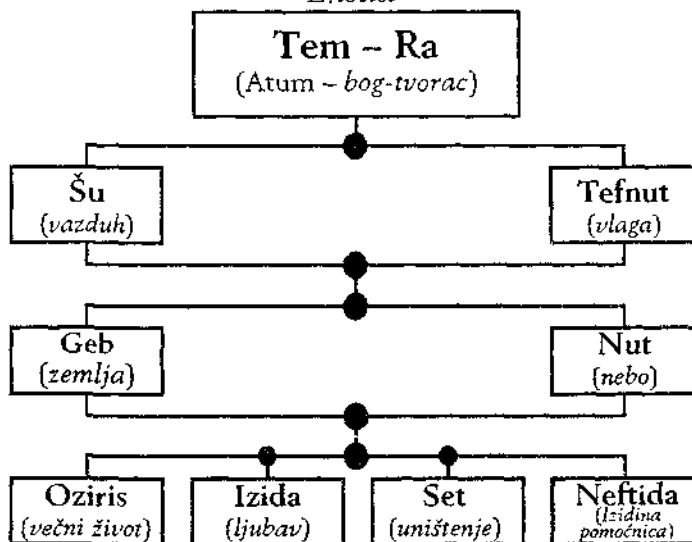 Tem – Ra
(Atum – bog-tvorac)
Šu
(vazduh)
Tefnut
(vlaga)
Geb
(zemlja)
Nut
(nebo)
Oziris
(večni život)
Izida
(ljubav)
Set
(uništenje)
Neftida
(Izidina
pomoćnica)